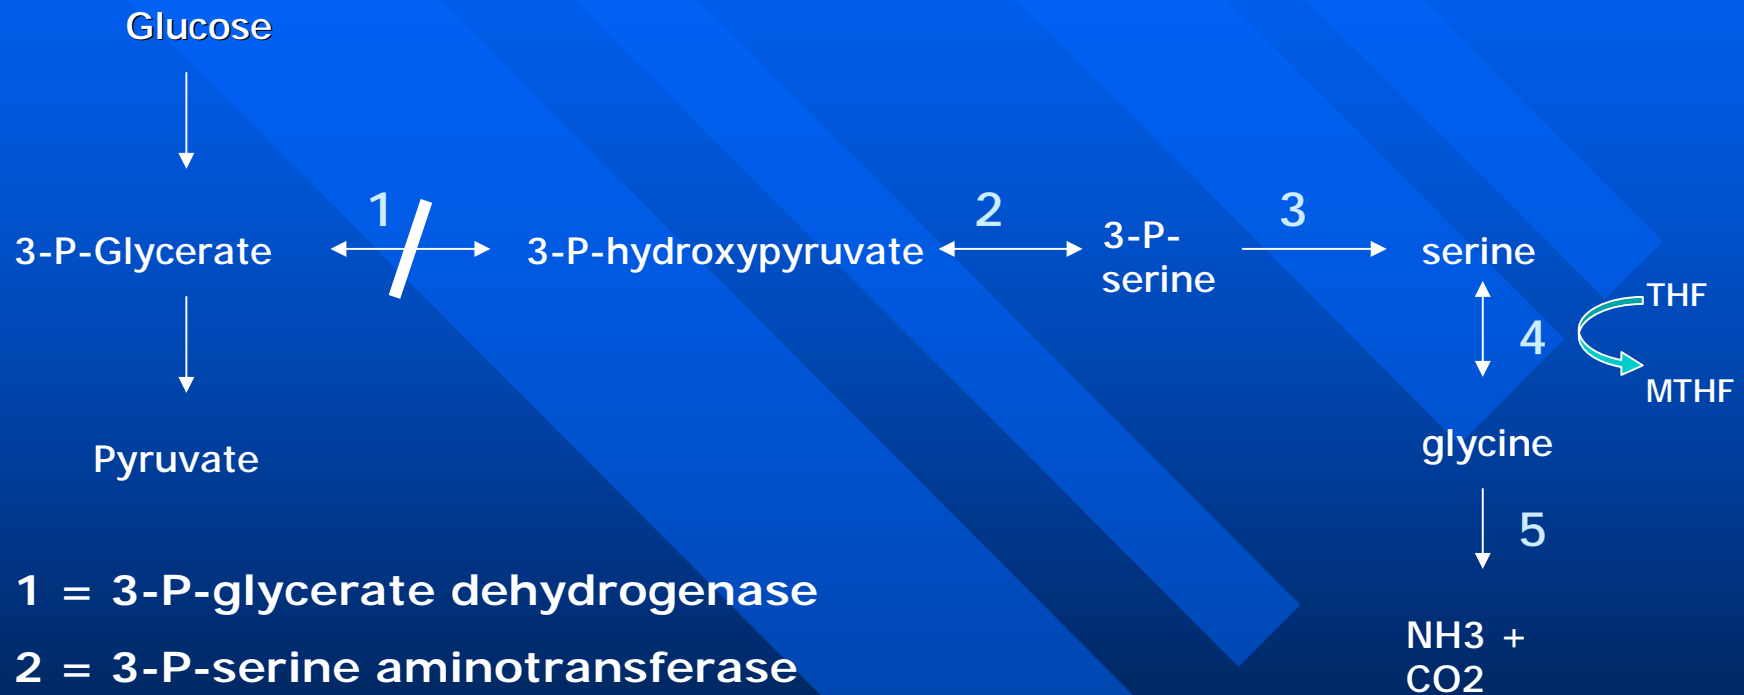 Glucose
1
2
3
3-P-Glycerate
3-P-hydroxypyruvate
3-P-
serine
serine
THF
4
MTHF
Pyruvate
glycine
5
1 = 3-P-glycerate dehydrogenase
NH3 +
CO2
2 = 3-P-serine aminotransferase